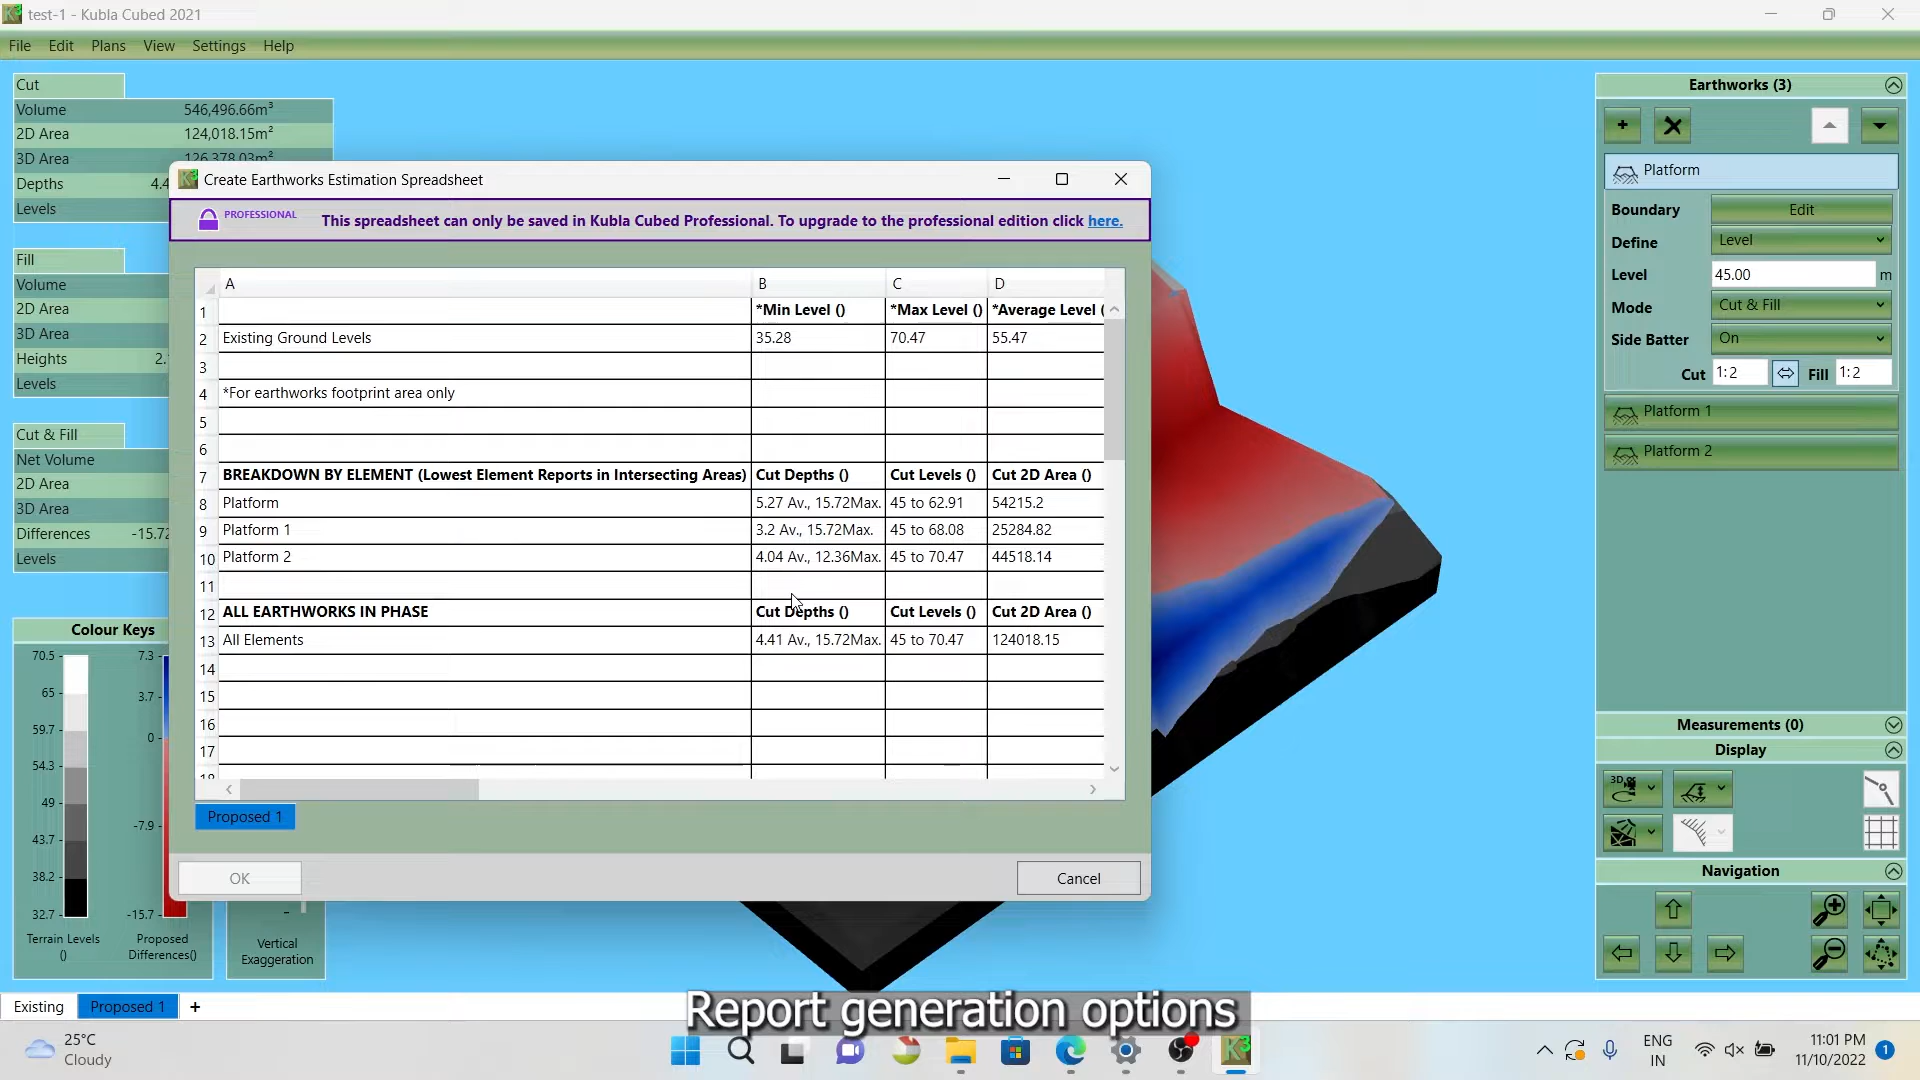 test-1 - Kubla Cubed 2021
File Edit Plans View Settings Help
Cut
Volume 546,496.66m³
2D Area 124,018.15m²
3D Area 126,378.03m²
Depths 4.4
Levels
Fill
Volume
2D Area
3D Area
Heights 2.
Levels
Cut & Fill
Net Volume
2D Area
3D Area
Differences -15.72
Levels
Colour Keys
70.5 7.3
65
59.7 3.7
54.3 0
49
43.7 -7.9
38.2
32.7 -15.7
Terrain Levels ()
Proposed Differences()
Vertical Exaggeration
Create Earthworks Estimation Spreadsheet
PROFESSIONAL This spreadsheet can only be saved in Kubla Cubed Professional. To upgrade to the professional edition click here.
A B C D
1 *Min Level () *Max Level () *Average Level (
2 Existing Ground Levels 35.28 70.47 55.47
3
4 *For earthworks footprint area only
5
6
7 BREAKDOWN BY ELEMENT (Lowest Element Reports in Intersecting Areas) Cut Depths () Cut Levels () Cut 2D Area ()
8 Platform 5.27 Av., 15.72Max. 45 to 62.91 54215.2
9 Platform 1 3.2 Av., 15.72Max. 45 to 68.08 25284.82
10 Platform 2 4.04 Av., 12.36Max. 45 to 70.47 44518.14
11
12 ALL EARTHWORKS IN PHASE Cut Depths () Cut Levels () Cut 2D Area ()
13 All Elements 4.41 Av., 15.72Max. 45 to 70.47 124018.15
14
15
16
17
18
Proposed 1
OK Cancel
Earthworks (3)
Platform
Boundary Edit
Define Level
Level 45.00 m
Mode Cut & Fill
Side Batter On
Cut 1:2 Fill 1:2
Platform 1
Platform 2
Measurements (0)
Display
3D
Navigation
Existing Proposed 1 +
Report generation options
25°C
Cloudy
ENG
IN
11:01 PM
11/10/2022
1